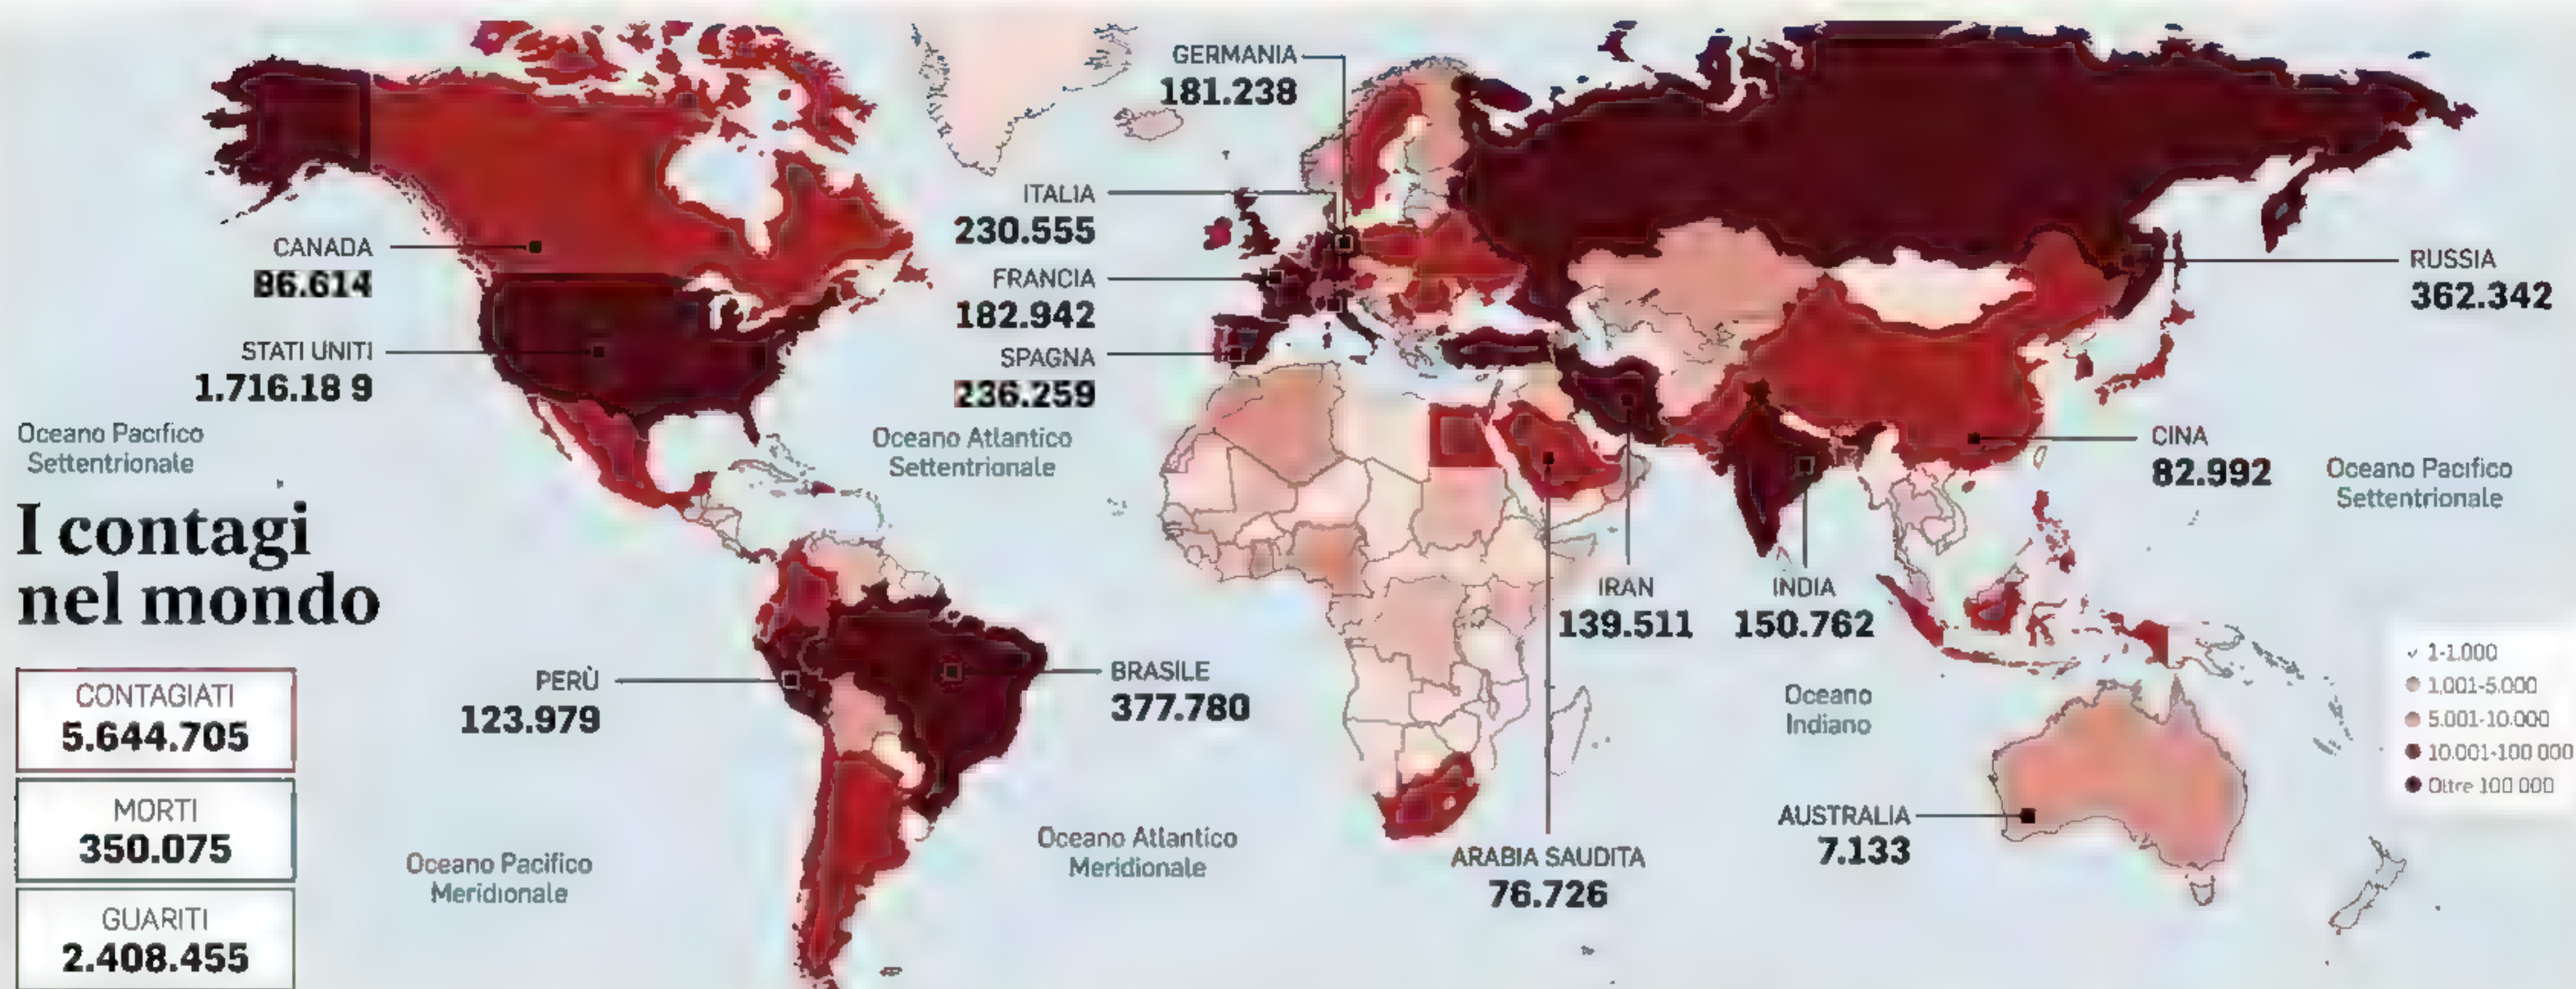 GERMANIA
181.238
ITALIA
230.555
FRANCIA
182.942
SPAGNA
236.259
CANADA
86.614
STATI UNITI
1.716.18 9
RUSSIA
362.342
CINA
82.992
Oceano Pacifico
Settentrionale
Oceano Atlantico
Settentrionale
Oceano Pacifico
Settentrionale
I contagi
nel mondo
IRAN
139.511
INDIA
150.762
PERÙ
123.979
BRASILE
377.780
CONTAGIATI
5.644.705
MORTI
350.075
GUARITI
2.408.455
Oceano
Indiano
Oceano Pacifico
Meridionale
Oceano Atlantico
Meridionale
ARABIA SAUDITA
76.726
AUSTRALIA
7.133
1-1.000
1.001-5.000
5.001-10.000
10.001-100 000
Oltre 100 000